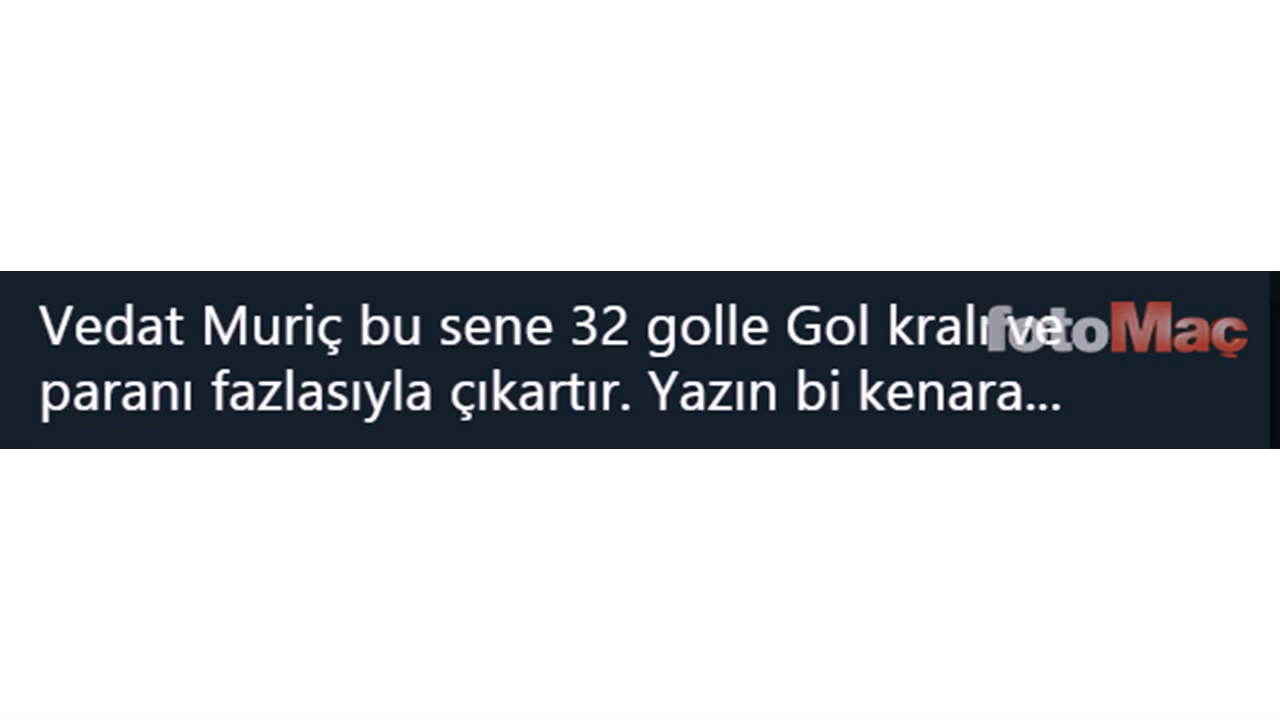 Vedat Muriç bu sene 32 golle Gol kralı ve
fotoMaç
paranı fazlasıyla çıkartır. Yazın bi kenara...